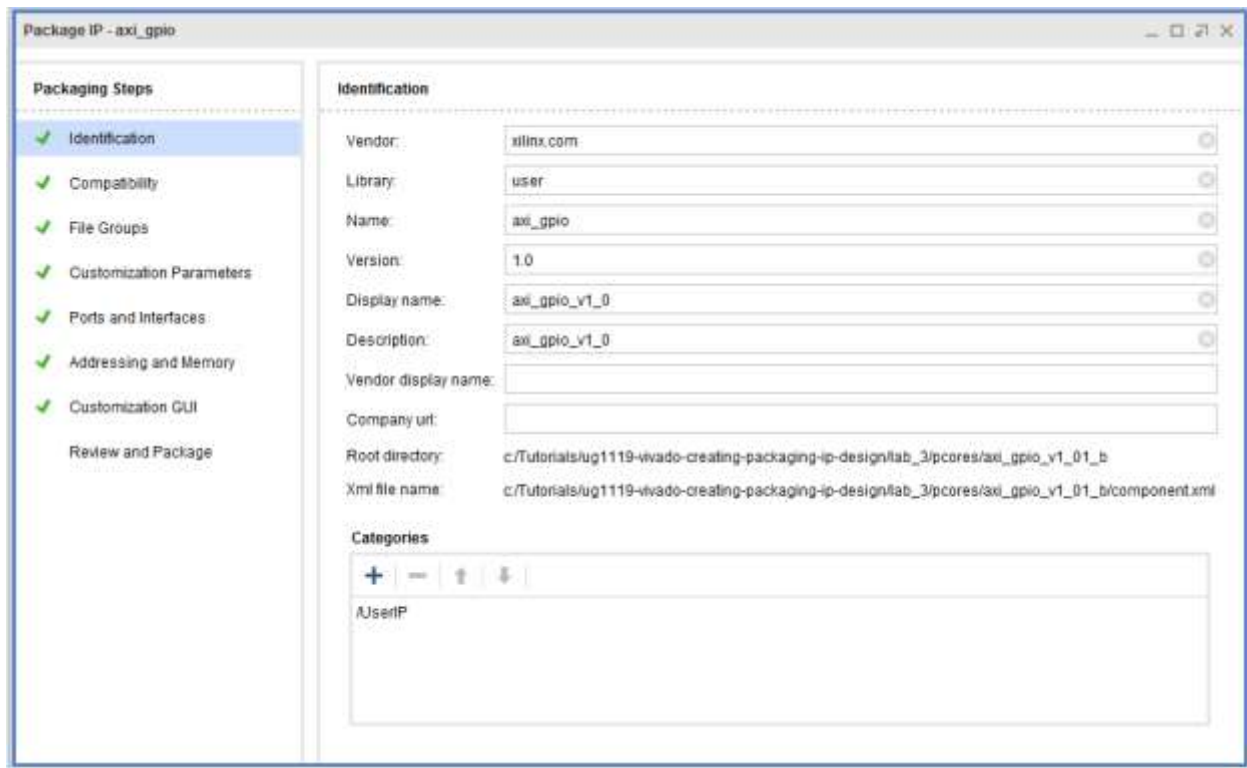 Package IP - axi_gpio
Packaging Steps
Identification
Compatibility
File Groups
Customization Parameters
Ports and Interfaces
Addressing and Memory
Customization GUI
Review and Package
Identification
Vendor: xilinx.com
Library: user
Name: axi_gpio
Version: 1.0
Display name: axi_gpio_v1_0
Description: axi_gpio_v1_0
Vendor display name:
Company url:
Root directory: c:/Tutorials/ug1119-vivado-creating-packaging-ip-design/lab_3/pcores/axi_gpio_v1_01_b
Xml file name: c:/Tutorials/ug1119-vivado-creating-packaging-ip-design/lab_3/pcores/axi_gpio_v1_01_b/component.xml
Categories
/UserIP